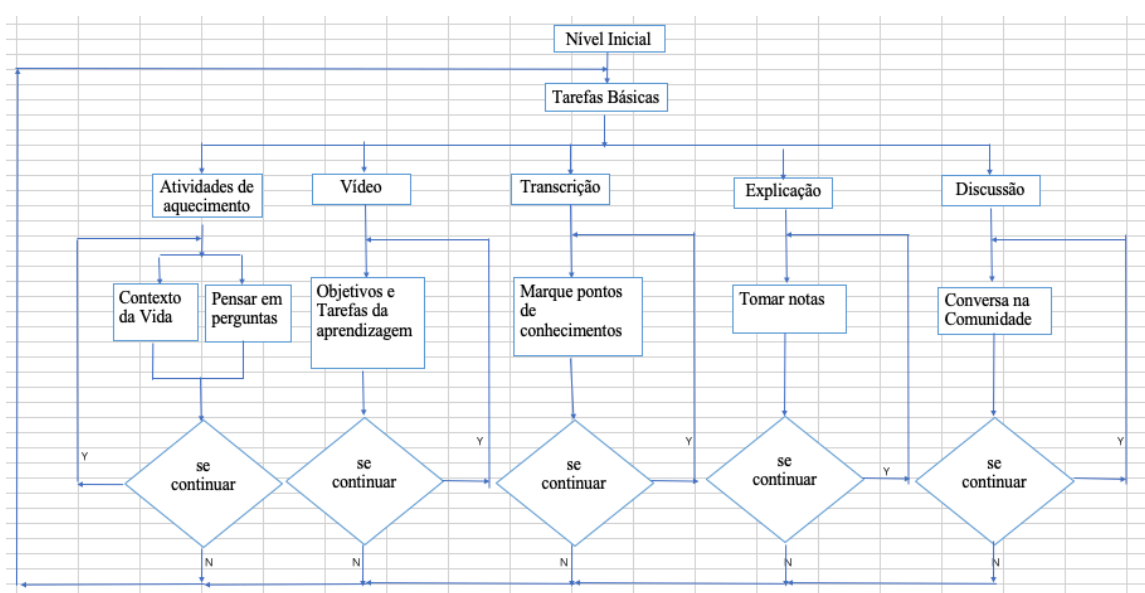 Nível Inicial
Tarefas Básicas
Atividades de
aquecimento
Vídeo
Transcrição
Explicação
Discussão
Contexto
da Vida
Pensar em
perguntas
Objetivos e
Tarefas da
aprendizagem
Marque pontos
de
conhecimentos
Tomar notas
Conversa na
Comunidade
Y
Y
Y
Y
Y
se
continuar
se
continuar
se
continuar
se
continuar
se
continuar
N
N
N
N
N